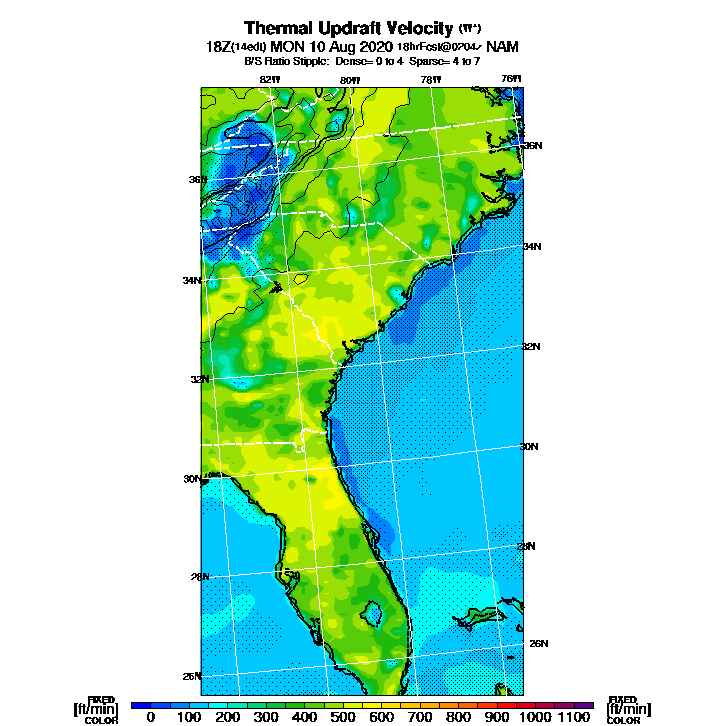 Thermal Updraft Velocity (W*)
18Z(14edt) MON 10 Aug 2020 18hrFcst@0204z NAM
B/S Ratio Stipple: Dense= 0 to 4 Sparse= 4 to 7
82W 80W 78W 76W
36N
36N
34N
34N
32N
32N
30N
30N
28N
28N
26N
26N
FIXED FIXED
[ft/min] 0 100 200 300 400 500 600 700 800 900 1000 1100 [ft/min]
COLOR COLOR